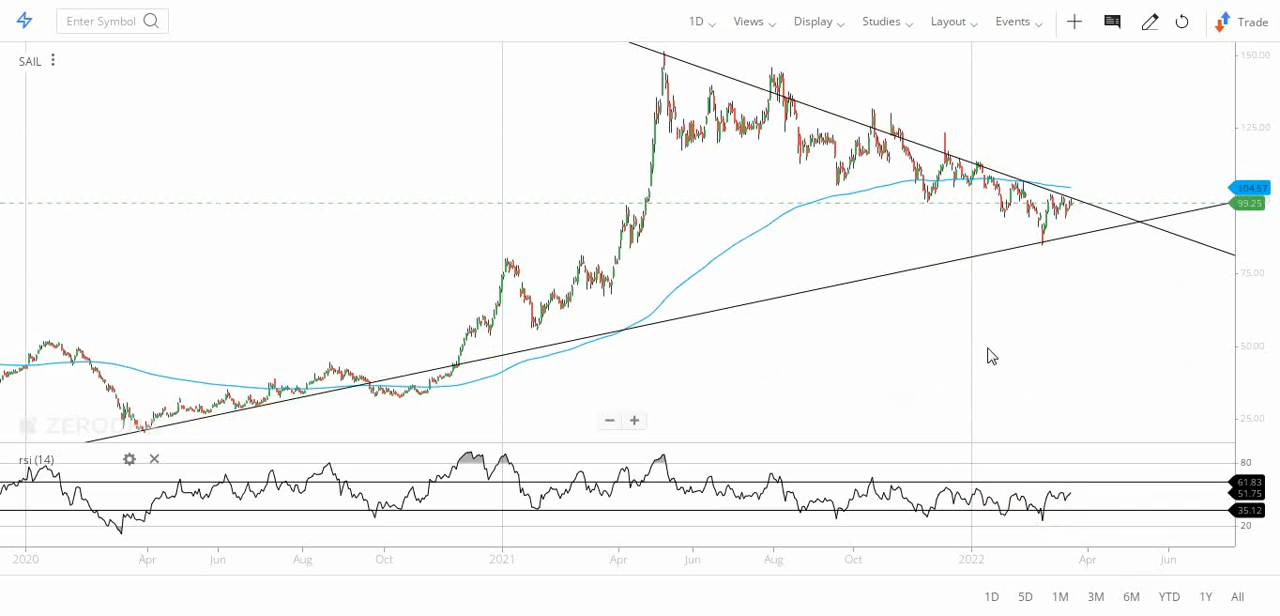 Enter Symbol 1D Views Display Studies Layout Events Trade
SAIL
150.00
125.00
104.57
99.25
75.00
50.00
25.00
rsi (14)
80
61.83
51.75
35.12
20
2020 Apr Jun Aug Oct 2021 Apr Jun Aug Oct 2022 Apr Jun
1D 5D 1M 3M 6M YTD 1Y All